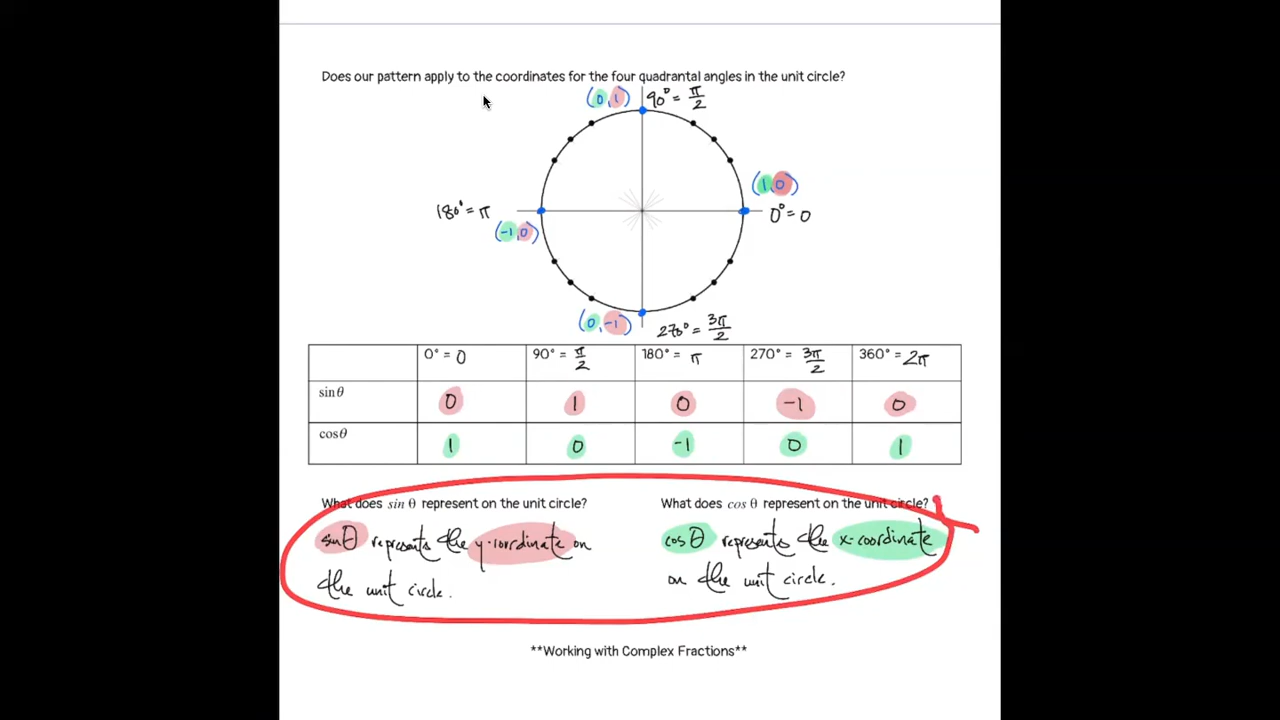 Does our pattern apply to the coordinates for the four quadrantal angles in the unit circle?
(0,1) 90° = π/2
(1,0)
180° = π 0° = 0
(-1,0)
(0,-1) 270° = 3π/2
0° = 0 90° = π/2 180° = π 270° = 3π/2 360° = 2π
sin θ 0 1 0 -1 0
cos θ 1 0 -1 0 1
What does sin θ represent on the unit circle? What does cos θ represent on the unit circle?
sin θ represents the y-coordinate on cos θ represents the x-coordinate
the unit circle. on the unit circle.
**Working with Complex Fractions**